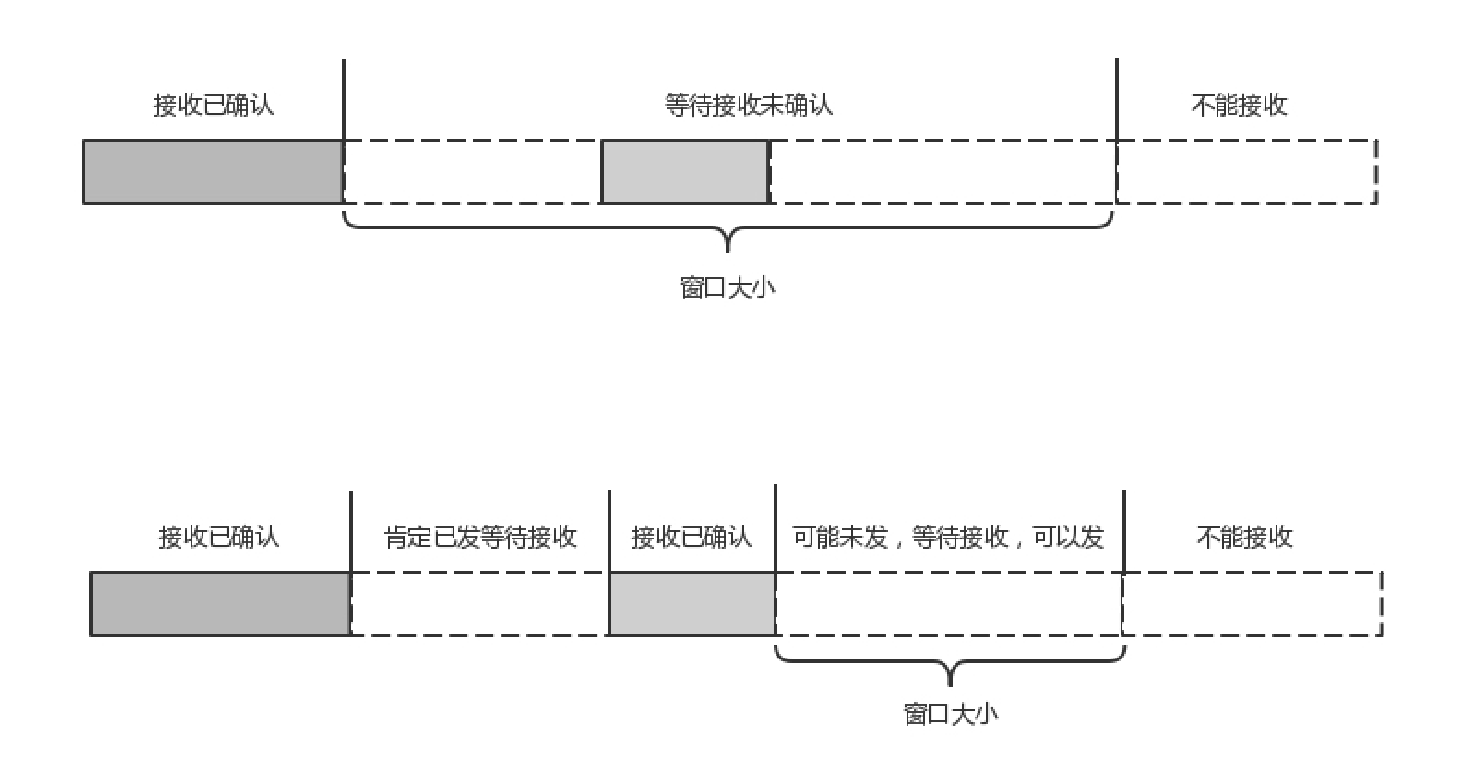 接收已确认
等待接收未确认
不能接收
窗口大小
接收已确认
肯定已发等待接收
接收已确认
可能未发，等待接收，可以发
不能接收
窗口大小